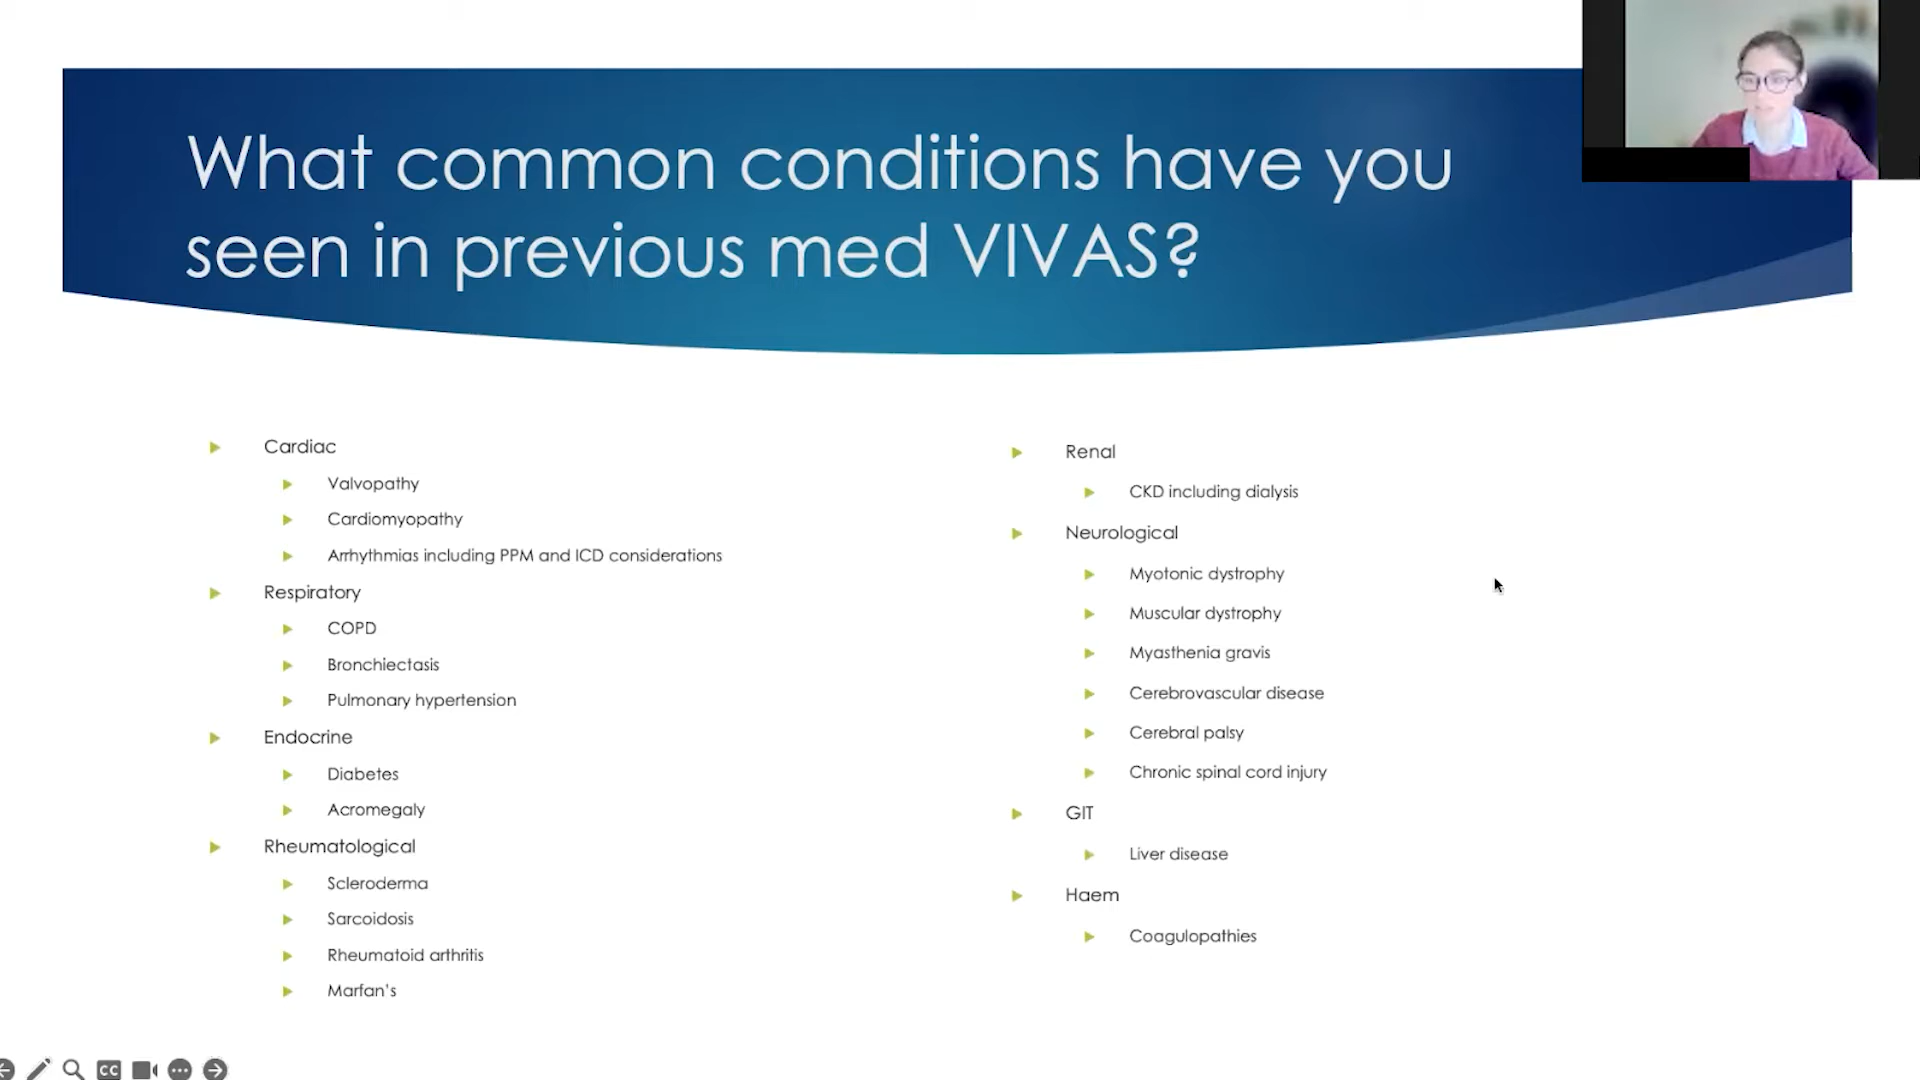 What common conditions have you
seen in previous med VIVAS?
Cardiac
Valvopathy
Cardiomyopathy
Arrhythmias including PPM and ICD considerations
Respiratory
COPD
Bronchiectasis
Pulmonary hypertension
Endocrine
Diabetes
Acromegaly
Rheumatological
Scleroderma
Sarcoidosis
Rheumatoid arthritis
Marfan's
Renal
CKD including dialysis
Neurological
Myotonic dystrophy
Muscular dystrophy
Myasthenia gravis
Cerebrovascular disease
Cerebral palsy
Chronic spinal cord injury
GIT
Liver disease
Haem
Coagulopathies
CC